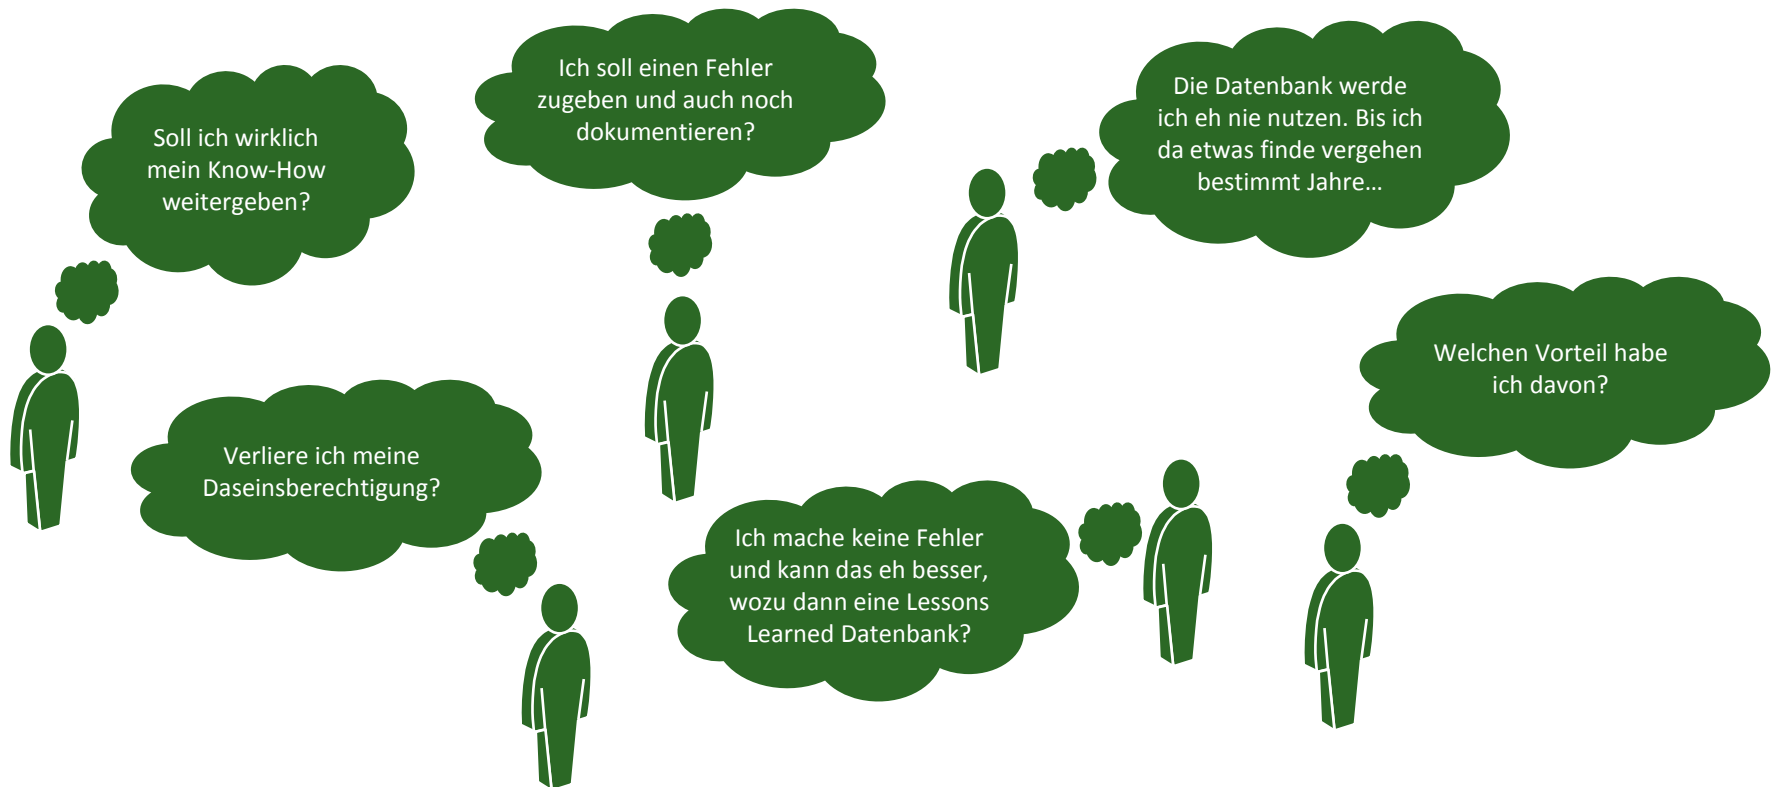 Soll ich wirklich
mein Know-How
weitergeben?
Ich soll einen Fehler
zugeben und auch noch
dokumentieren?
Die Datenbank werde
ich eh nie nutzen. Bis ich
da etwas finde vergehen
bestimmt Jahre…
Welchen Vorteil habe
ich davon?
Verliere ich meine
Daseinsberechtigung?
Ich mache keine Fehler
und kann das eh besser,
wozu dann eine Lessons
Learned Datenbank?